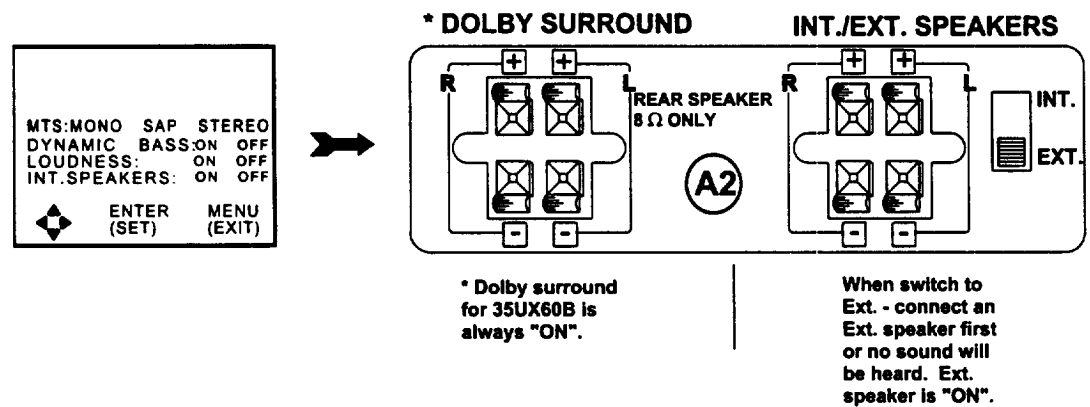 * DOLBY SURROUND
INT./EXT. SPEAKERS
MTS:MONO SAP STEREO
DYNAMIC BASS:ON OFF
LOUDNESS: ON OFF
INT.SPEAKERS: ON OFF
ENTER MENU
(SET) (EXIT)
+ +
R L
REAR SPEAKER
8 Ω ONLY
- -
A2
+ +
R L
INT.
EXT.
- -
* Dolby surround
for 35UX60B is
always "ON".
When switch to
Ext. - connect an
Ext. speaker first
or no sound will
be heard. Ext.
speaker is "ON".